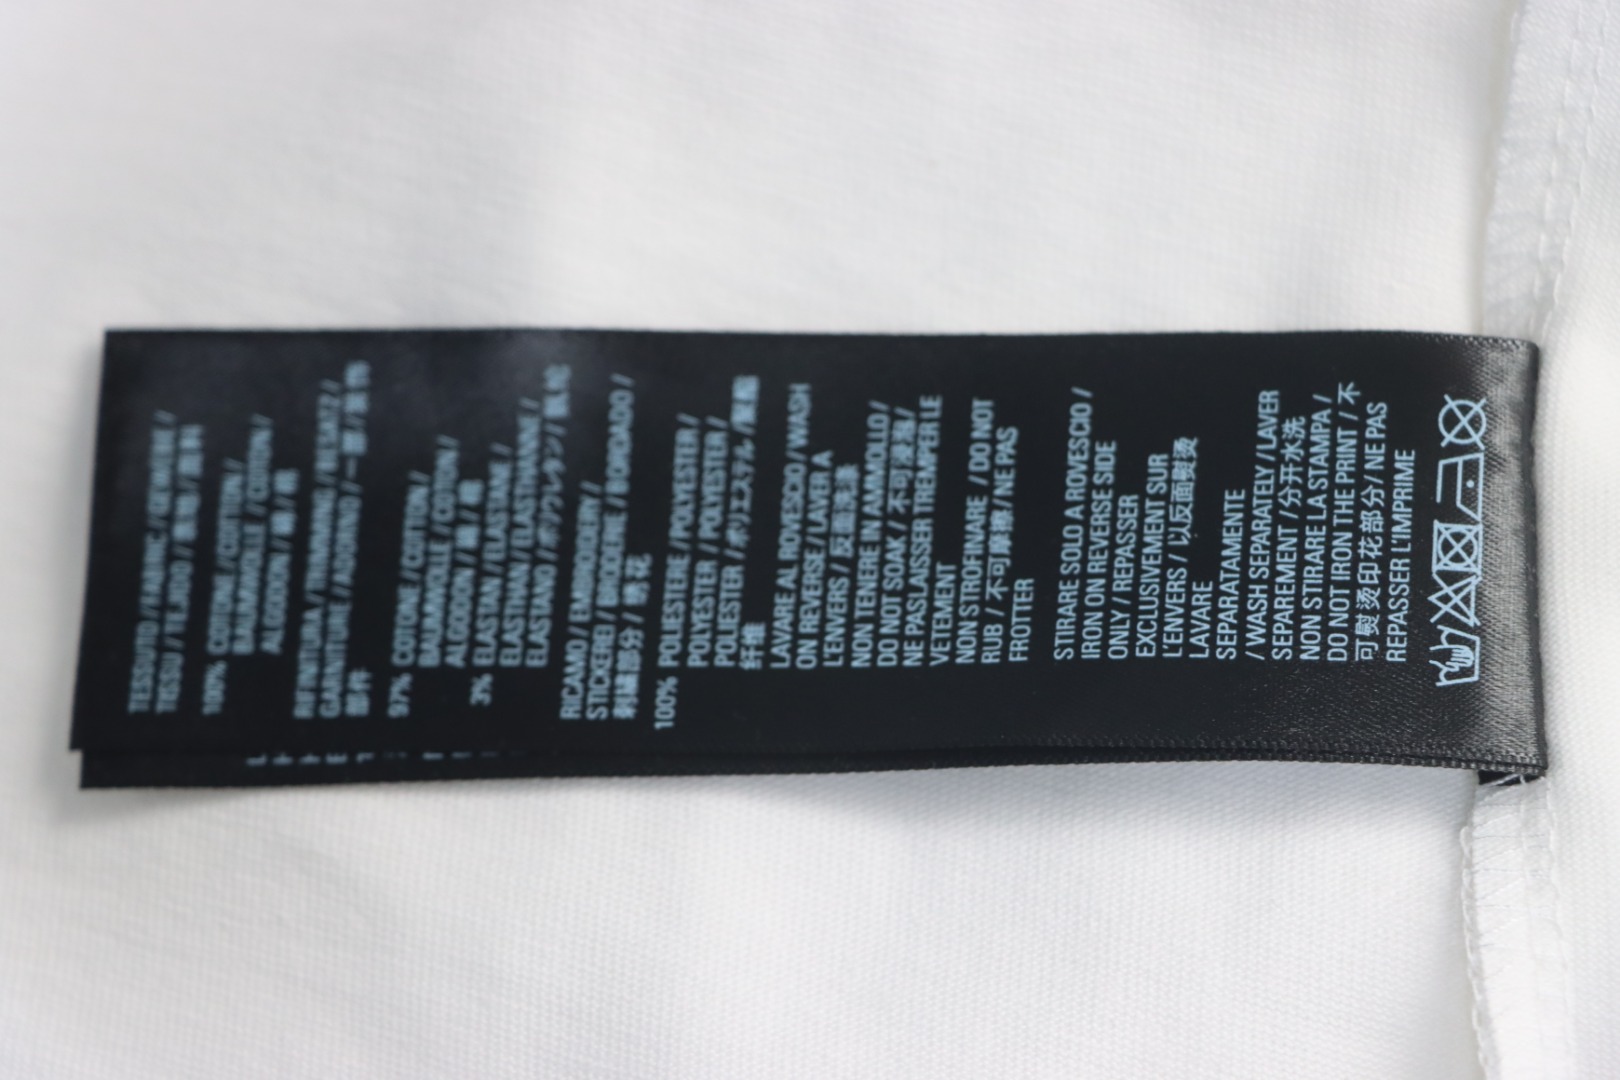 TESSUTO / FABRIC / GEWEBE /
TISSU / TEJIDO /
100% COTONE / COTTON /
BAUMWOLLE / COTON /
ALGODON / 綿 / 棉
RIFINITURA / TRIMMING / BESATZ /
GARNITURE / ADORNO / 一部 /
部件
97% COTONE / COTTON /
BAUMWOLLE / COTON /
ALGODON / 綿 / 棉
3% ELASTAN / ELASTANE /
ELASTHAN / ELASTHANNE /
ELASTANO / ポリウレタン /
RICAMO / EMBROIDERY /
STICKEREI / BRODERIE / BORDADO /
刺繍部分 / 绣花
100% POLIESTERE / POLYESTER /
POLYESTER / POLYESTER /
POLIESTER / ポリエステル / 聚酯
纤维
LAVARE AL ROVESCIO / WASH
ON REVERSE / LAVER A
L'ENVERS / 反面洗涤
NON TENERE IN AMMOLLO /
DO NOT SOAK / 不可浸泡 /
NE PAS LAISSER TREMPER LE
VETEMENT
NON STROFINARE / DO NOT
RUB / 不可摩擦 / NE PAS
FROTTER
STIRARE SOLO A ROVESCIO /
IRON ON REVERSE SIDE
ONLY / REPASSER
EXCLUSIVEMENT SUR
L'ENVERS / 以反面熨烫
LAVARE
SEPARATAMENTE
/ WASH SEPARATELY / LAVER
SEPAREMENT / 分开水洗
NON STIRARE LA STAMPA /
DO NOT IRON THE PRINT / 不
可熨烫印花部分 / NE PAS
REPASSER L'IMPRIME